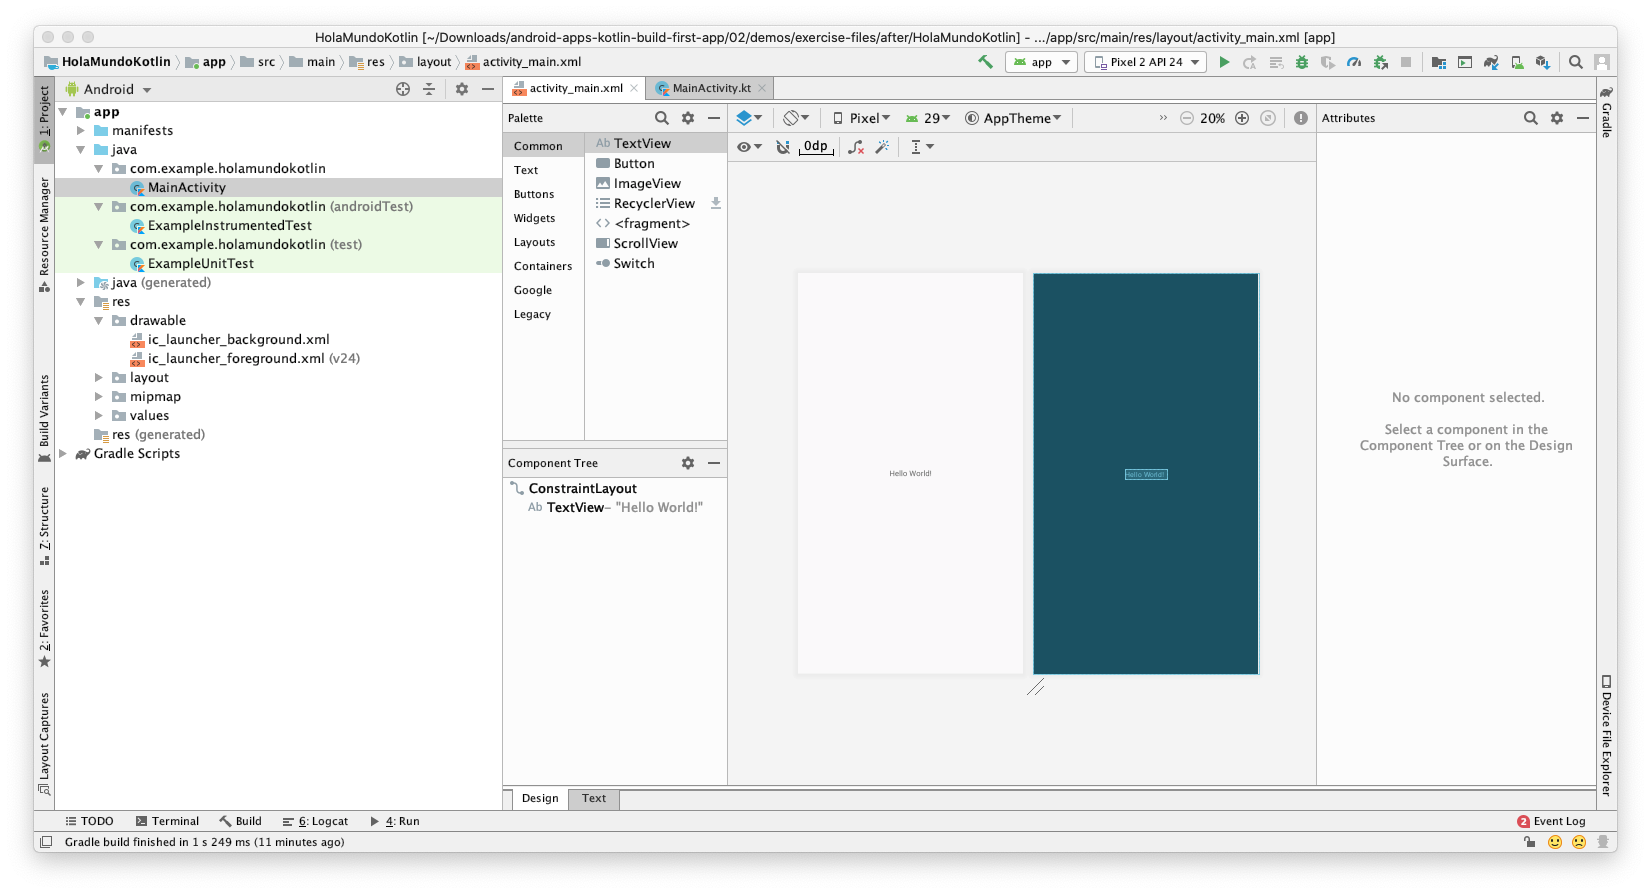 HolaMundoKotlin [~/Downloads/android-apps-kotlin-build-first-app/02/demos/exercise-files/after/HolaMundoKotlin] - .../app/src/main/res/layout/activity_main.xml [app]
HolaMundoKotlin app src main res layout activity_main.xml
app Pixel 2 API 24
1: Project
Resource Manager
Build Variants
Z: Structure
2: Favorites
Layout Captures
Android
app
manifests
java
com.example.holamundokotlin
MainActivity
com.example.holamundokotlin (androidTest)
ExampleInstrumentedTest
com.example.holamundokotlin (test)
ExampleUnitTest
java (generated)
res
drawable
ic_launcher_background.xml
ic_launcher_foreground.xml (v24)
layout
mipmap
values
res (generated)
Gradle Scripts
activity_main.xml MainActivity.kt
Palette
Common
Text
Buttons
Widgets
Layouts
Containers
Google
Legacy
Ab TextView
Button
ImageView
RecyclerView
<fragment>
ScrollView
Switch
Component Tree
ConstraintLayout
Ab TextView– "Hello World!"
Pixel 29 AppTheme » 20%
0dp
Hello World!
Hello World!
Attributes
No component selected.
Select a component in the
Component Tree or on the Design
Surface.
Gradle
Device File Explorer
Design Text
TODO Terminal Build 6: Logcat 4: Run
2 Event Log
Gradle build finished in 1 s 249 ms (11 minutes ago)